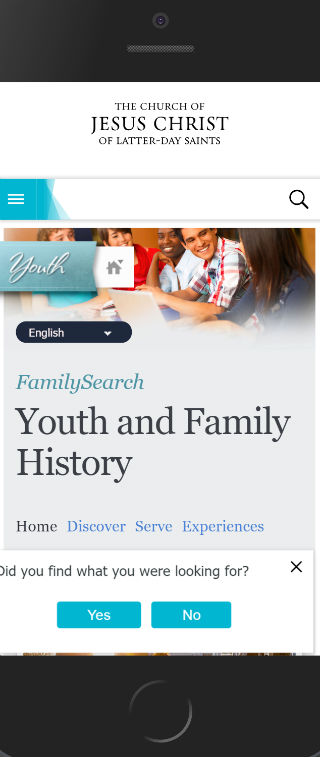 THE CHURCH OF
JESUS CHRIST
OF LATTER-DAY SAINTS
Youth
English
FamilySearch
Youth and Family
History
Home Discover Serve Experiences
Did you find what you were looking for?
Yes No